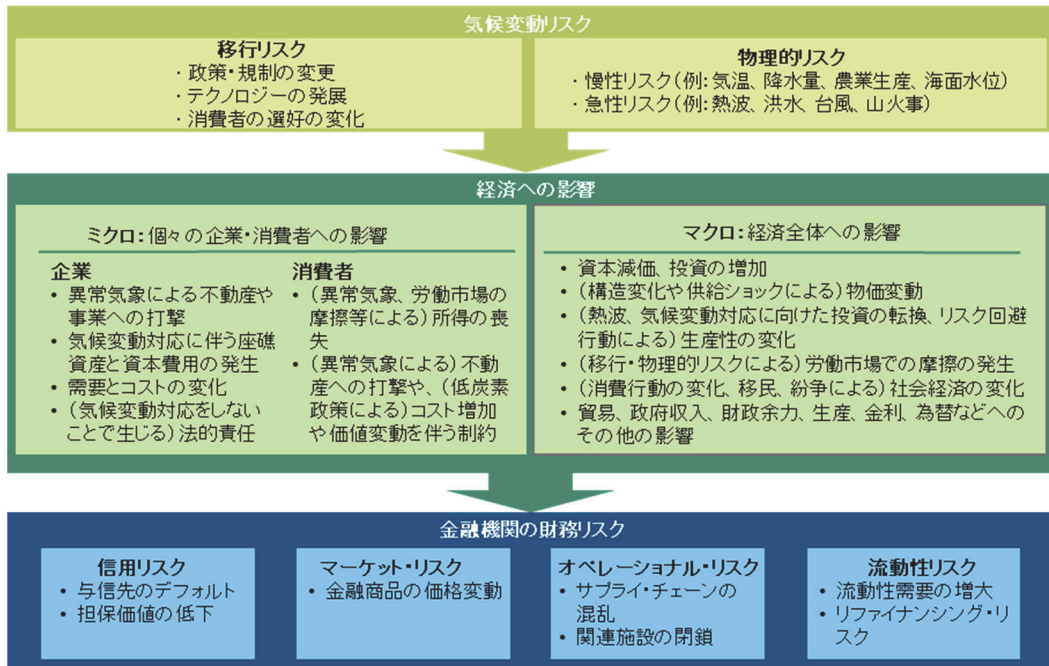 気候変動リスク
移行リスク
・政策・規制の変更
・テクノロジーの発展
・消費者の選好の変化
物理的リスク
・慢性リスク(例:気温、降水量、農業生産、海面水位)
・急性リスク(例:熱波、洪水、台風、山火事)
経済への影響
ミクロ:個々の企業・消費者への影響
企業
• 異常気象による不動産や
事業への打撃
• 気候変動対応に伴う座礁
資産と資本費用の発生
• 需要とコストの変化
• (気候変動対応をしない
ことで生じる)法的責任
消費者
• (異常気象、労働市場の
摩擦等による)所得の喪
失
• (異常気象による)不動
産への打撃や、(低炭素
政策による)コスト増加
や価値変動を伴う制約
マクロ:経済全体への影響
• 資本減価、投資の増加
• (構造変化や供給ショックによる)物価変動
• (熱波、気候変動対応に向けた投資の転換、リスク回避
行動による)生産性の変化
• (移行・物理的リスクによる)労働市場での摩擦の発生
• (消費行動の変化、移民、紛争による)社会経済の変化
• 貿易、政府収入、財政余力、生産、金利、為替などへの
その他の影響
金融機関の財務リスク
信用リスク
• 与信先のデフォルト
• 担保価値の低下
マーケット・リスク
• 金融商品の価格変動
オペレーショナル・リスク
• サプライ・チェーンの
混乱
• 関連施設の閉鎖
流動性リスク
• 流動性需要の増大
• リファイナンシング・リ
スク